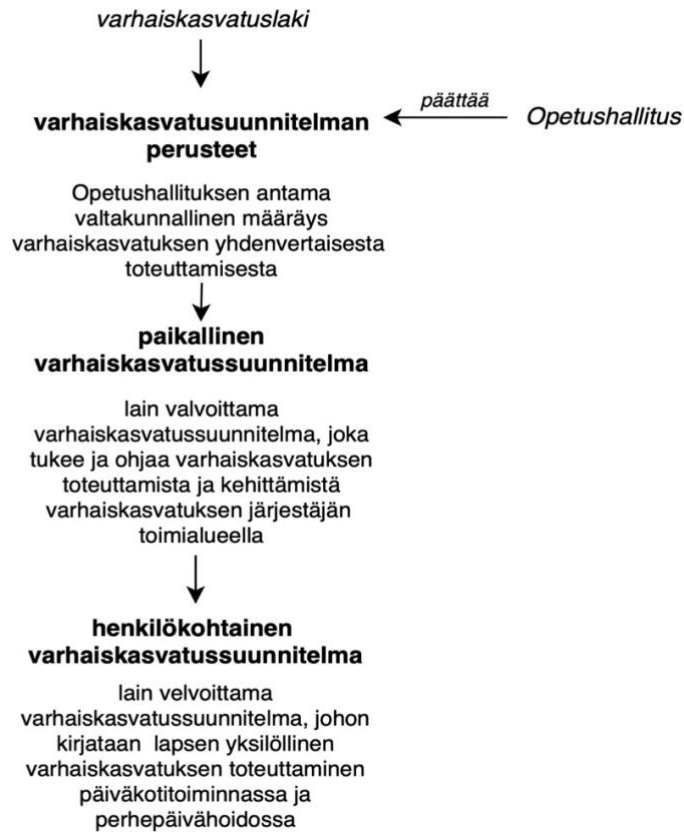 varhaiskasvatuslaki
varhaiskasvatusuunnitelman
perusteet
päättää
Opetushallitus
Opetushallituksen antama
valtakunnallinen määräys
varhaiskasvatuksen yhdenvertaisesta
toteuttamisesta
paikallinen
varhaiskasvatussuunnitelma
lain valvoittama
varhaiskasvatussuunnitelma, joka
tukee ja ohjaa varhaiskasvatuksen
toteuttamista ja kehittämistä
varhaiskasvatuksen järjestäjän
toimialueella
henkilökohtainen
varhaiskasvatussuunnitelma
lain velvoittama
varhaiskasvatussuunnitelma, johon
kirjataan lapsen yksilöllinen
varhaiskasvatuksen toteuttaminen
päiväkotitoiminnassa ja
perhepäivähoidossa